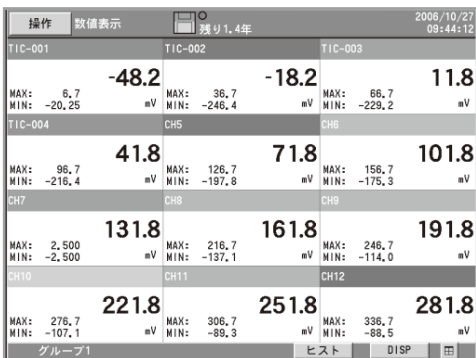 操作 数値表示 残り1.4年 2006/10/27
09:44:12
TIC-001 TIC-002 TIC-003
-48.2 -18.2 11.8
MAX: 6.7 MAX: 36.7 MAX: 66.7
MIN: -20.25 mV MIN: -246.4 mV MIN: -229.2 mV
TIC-004 CH5 CH6
41.8 71.8 101.8
MAX: 96.7 MAX: 126.7 MAX: 156.7
MIN: -216.4 mV MIN: -197.8 mV MIN: -175.3 mV
CH7 CH8 CH9
131.8 161.8 191.8
MAX: 2.500 MAX: 216.7 MAX: 246.7
MIN: -2.500 mV MIN: -137.1 mV MIN: -114.0 mV
CH10 CH11 CH12
221.8 251.8 281.8
MAX: 276.7 MAX: 306.7 MAX: 336.7
MIN: -107.1 mV MIN: -89.3 mV MIN: -88.5 mV
グループ1 ヒスト DISP